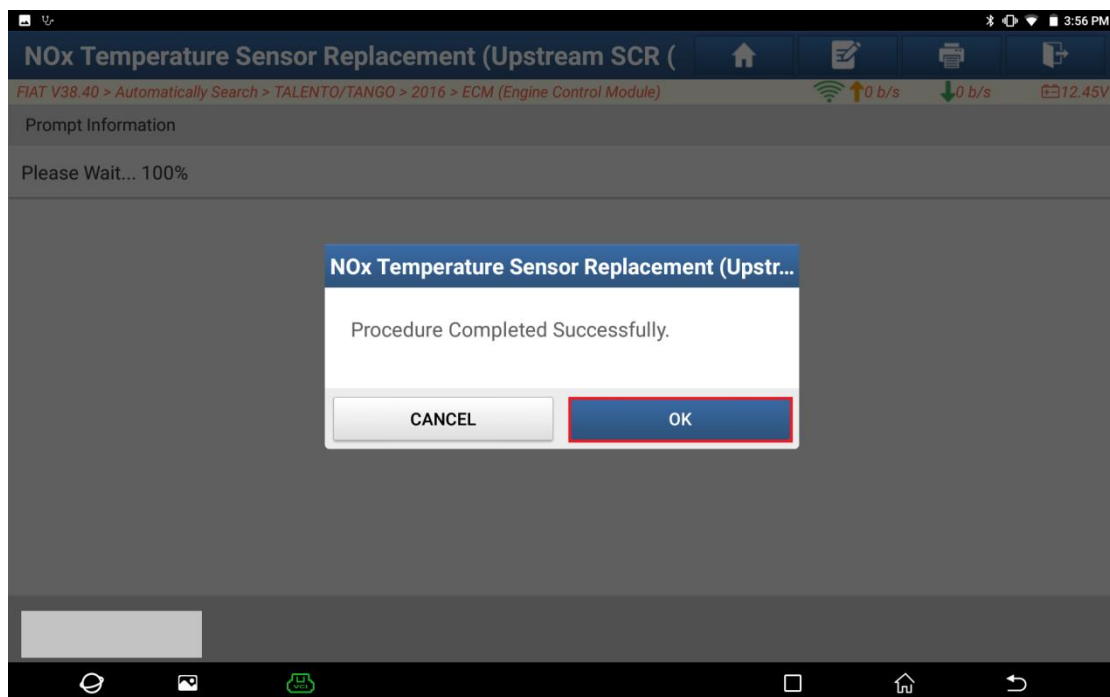 3:56 PM
NOx Temperature Sensor Replacement (Upstream SCR (
FIAT V38.40 > Automatically Search > TALENTO/TANGO > 2016 > ECM (Engine Control Module)
0 b/s
0 b/s
12.45V
Prompt Information
Please Wait... 100%
NOx Temperature Sensor Replacement (Upstr...
Procedure Completed Successfully.
CANCEL
OK
VCI